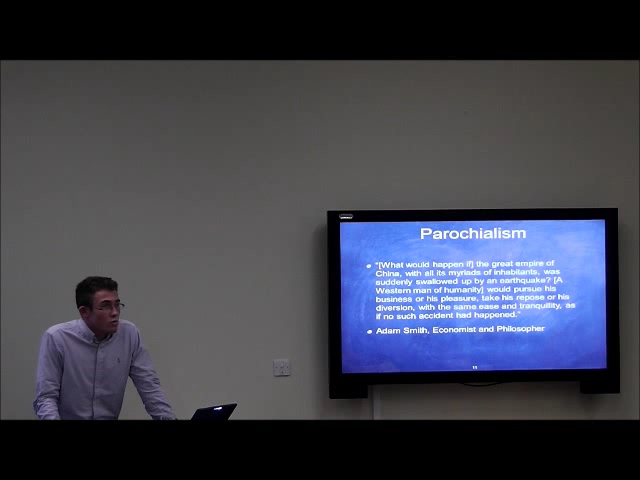 Parochialism
"[What would happen if] the great empire of
China, with all its myriads of inhabitants, was
suddenly swallowed up by an earthquake? [A
Western man of humanity] would pursue his
business or his pleasure, take his repose or his
diversion, with the same ease and tranquility, as
if no such accident had happened."
Adam Smith, Economist and Philosopher
11